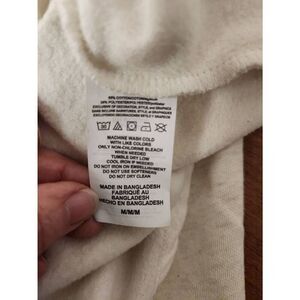 MACHINE WASH COLD
WITH LIKE COLORS
ONLY NON-CHLORINE BLEACH
WHEN NEEDED
TUMBLE DRY LOW
COOL IRON IF NEEDED
DO NOT IRON ON EMBELLISHMENT
DO NOT USE SOFTENERS
DO NOT DRY CLEAN
MADE IN BANGLADESH
FABRIQUÉ AU
BANGLADESH
HECHO EN BANGLADESH
M/M/M